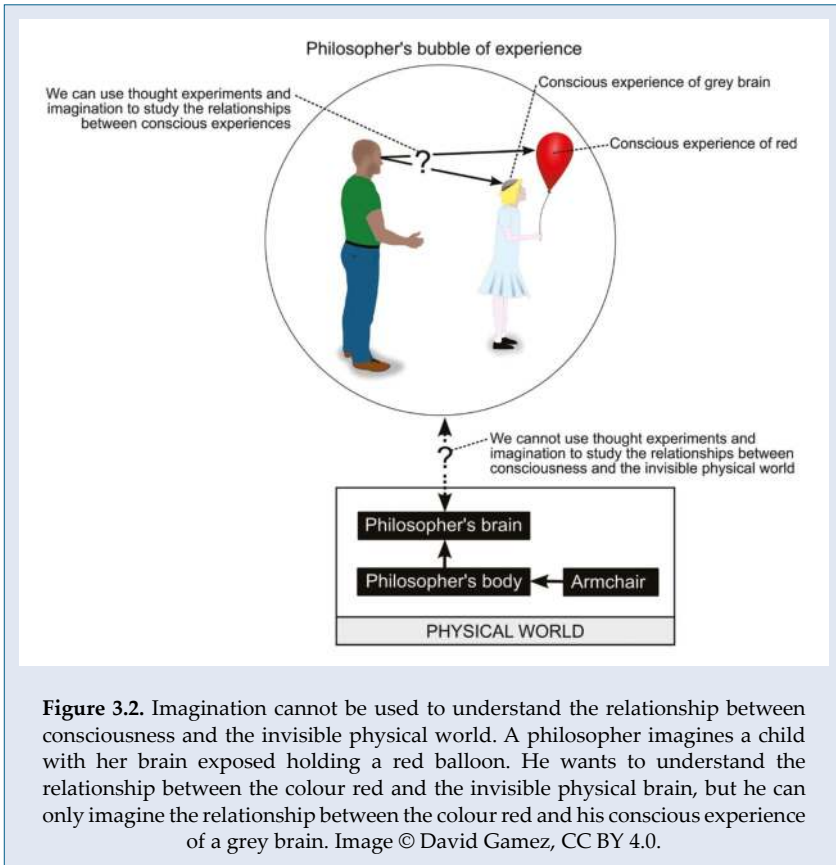 Philosopher's bubble of experience
We can use thought experiments and
imagination to study the relationships
between conscious experiences
Conscious experience of grey brain
Conscious experience of red
?
?
We cannot use thought experiments and
imagination to study the relationships between
consciousness and the invisible physical world
Philosopher's brain
Philosopher's body
Armchair
PHYSICAL WORLD
Figure 3.2. Imagination cannot be used to understand the relationship between
consciousness and the invisible physical world. A philosopher imagines a child
with her brain exposed holding a red balloon. He wants to understand the
relationship between the colour red and the invisible physical brain, but he can
only imagine the relationship between the colour red and his conscious experience
of a grey brain. Image © David Gamez, CC BY 4.0.